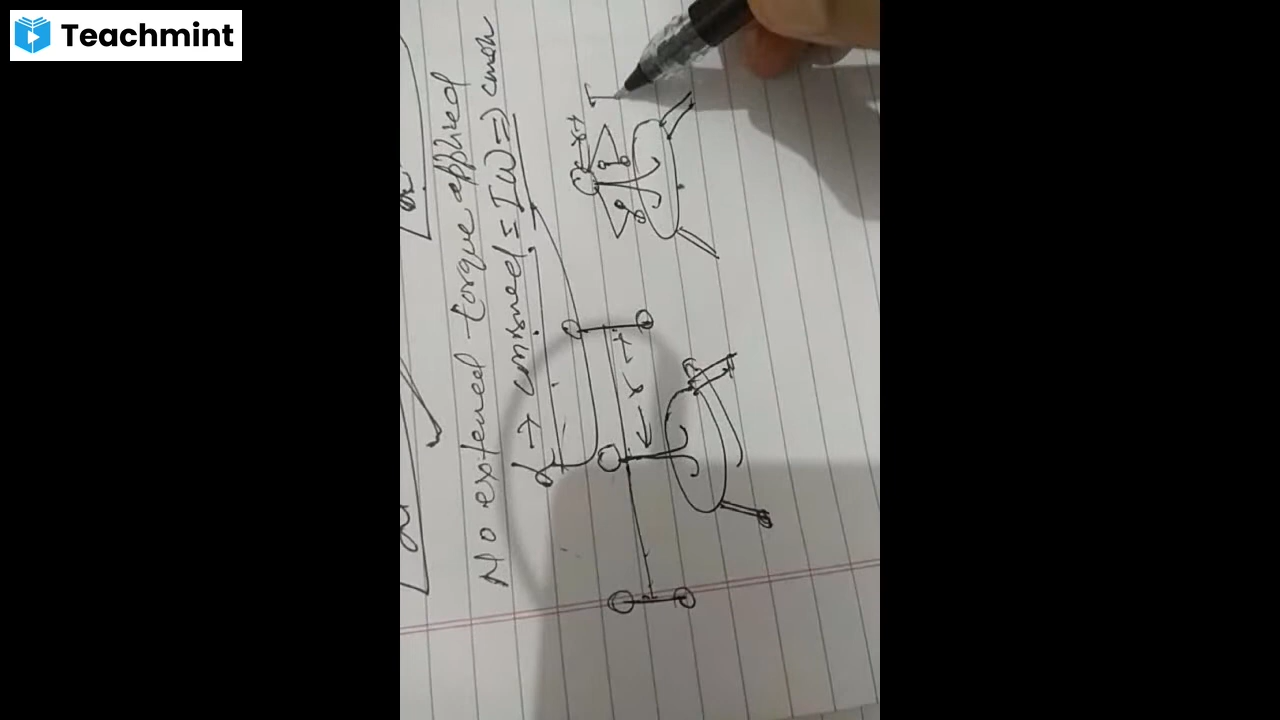 Teachmint
No external torque applied
L → conserved = Iω ⇒ const
← r →
← r →
I